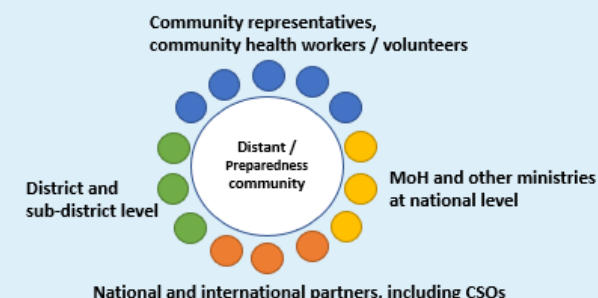 Community representatives,
community health workers / volunteers
Distant /
Preparedness
community
District and
sub-district level
MoH and other ministries
at national level
National and international partners, including CSOs